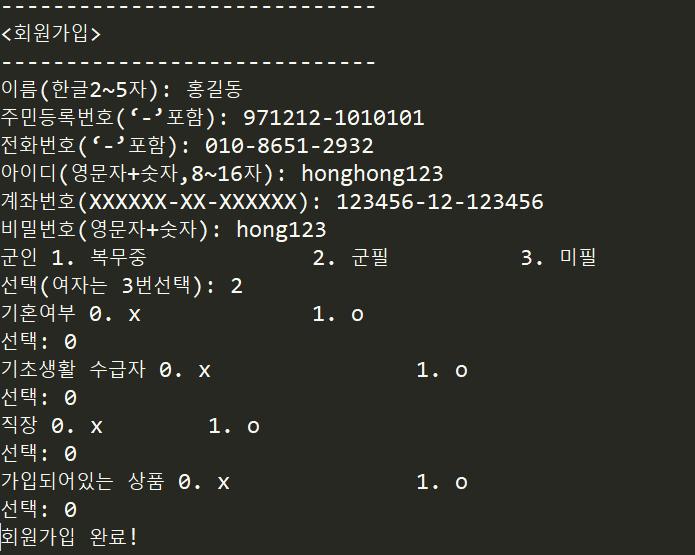 ------------------------------
<회원가입>
------------------------------
이름(한글2~5자): 홍길동
주민등록번호(‘-’포함): 971212-1010101
전화번호(‘-’포함): 010-8651-2932
아이디(영문자+숫자,8~16자): honghong123
계좌번호(XXXXXX-XX-XXXXXX): 123456-12-123456
비밀번호(영문자+숫자): hong123
군인 1. 복무중 2. 군필 3. 미필
선택(여자는 3번선택): 2
기혼여부 0. x 1. o
선택: 0
기초생활 수급자 0. x 1. o
선택: 0
직장 0. x 1. o
선택: 0
가입되어있는 상품 0. x 1. o
선택: 0
회원가입 완료!